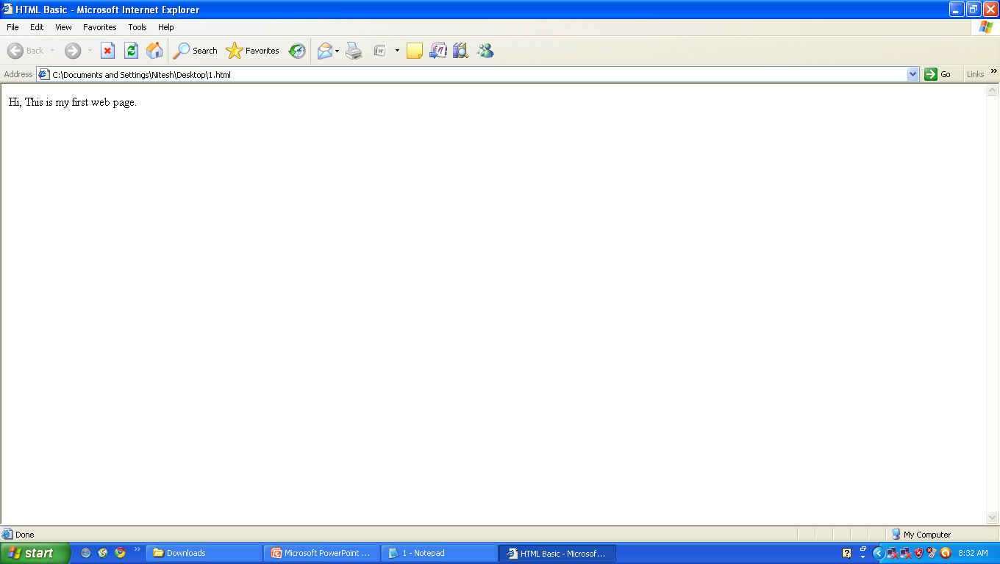 HTML Basic - Microsoft Internet Explorer
File Edit View Favorites Tools Help
Back Search Favorites
Address C:\Documents and Settings\Nitesh\Desktop\1.html Go Links »
Hi, This is my first web page.
Done My Computer
start » Downloads Microsoft PowerPoint ... 1 - Notepad HTML Basic - Microsof... 8:32 AM